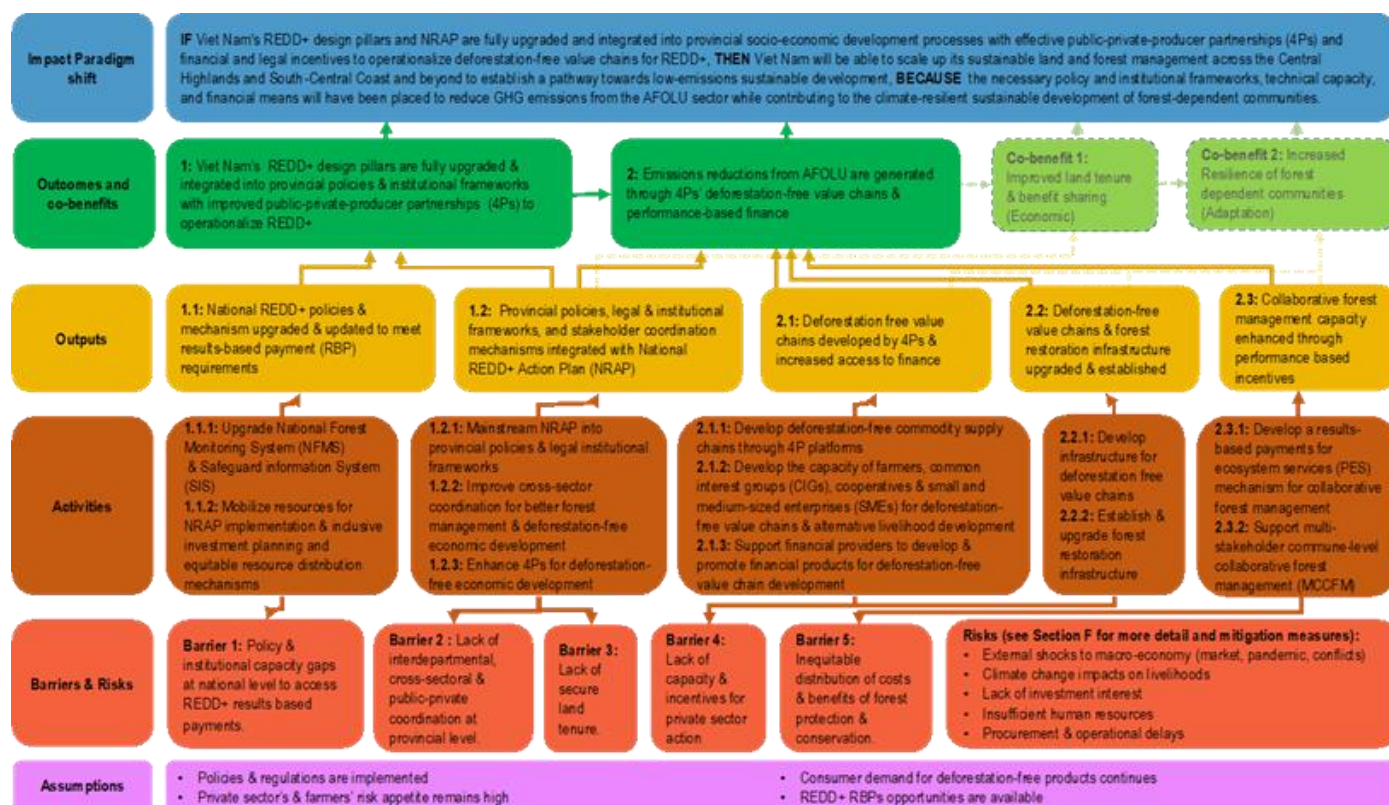 Impact Paradigm
shift
IF Viet Nam's REDD+ design pillars and NRAP are fully upgraded and integrated into provincial socio-economic development processes with effective public-private-producer partnerships (4Ps) and
financial and legal incentives to operationalize deforestation-free value chains for REDD+, THEN Viet Nam will be able to scale up its sustainable land and forest management across the Central
Highlands and South-Central Coast and beyond to establish a pathway towards low-emissions sustainable development, BECAUSE the necessary policy and institutional frameworks, technical capacity,
and financial means will have been placed to reduce GHG emissions from the AFOLU sector while contributing to the climate-resilient sustainable development of forest-dependent communities.
Outcomes and
co-benefits
1: Viet Nam's REDD+ design pillars are fully upgraded &
integrated into provincial policies & institutional frameworks
with improved public-private-producer partnerships (4Ps) to
operationalize REDD+
2: Emissions reductions from AFOLU are generated
through 4Ps' deforestation-free value chains &
performance-based finance
Co-benefit 1:
Improved land tenure
& benefit sharing
(Economic)
Co-benefit 2: Increased
Resilience of forest
dependent communities
(Adaptation)
Outputs
1.1: National REDD+ policies &
mechanism upgraded & updated to meet
results-based payment (RBP)
requirements
1.2: Provincial policies, legal & institutional
frameworks, and stakeholder coordination
mechanisms integrated with National
REDD+ Action Plan (NRAP)
2.1: Deforestation free value
chains developed by 4Ps &
increased access to finance
2.2: Deforestation-free
value chains & forest
restoration infrastructure
upgraded & established
2.3: Collaborative forest
management capacity
enhanced through
performance based
incentives
Activities
1.1.1: Upgrade National Forest
Monitoring System (NFMS)
& Safeguard information System
(SIS)
1.1.2: Mobilize resources for
NRAP implementation & inclusive
investment planning and
equitable resource distribution
mechanisms
1.2.1: Mainstream NRAP into
provincial policies & legal institutional
frameworks
1.2.2: Improve cross-sector
coordination for better forest
management & deforestation-free
economic development
1.2.3: Enhance 4Ps for deforestation-
free economic development
2.1.1: Develop deforestation-free commodity supply
chains through 4P platforms
2.1.2: Develop the capacity of farmers, common
interest groups (CIGs), cooperatives & small and
medium-sized enterprises (SMEs) for deforestation-
free value chains & alternative livelihood development
2.1.3: Support financial providers to develop &
promote financial products for deforestation-free
value chain development
2.2.1: Develop
infrastructure for
deforestation free
value chains
2.2.2: Establish &
upgrade forest
restoration
infrastructure
2.3.1: Develop a results-
based payments for
ecosystem services (PES)
mechanism for collaborative
forest management
2.3.2: Support multi-
stakeholder commune-level
collaborative forest
management (MCCFM)
Barriers & Risks
Barrier 1: Policy &
institutional capacity gaps
at national level to access
REDD+ results based
payments.
Barrier 2 : Lack of
interdepartmental,
cross-sectoral &
public-private
coordination at
provincial level.
Barrier 3:
Lack of
secure
land
tenure.
Barrier 4:
Lack of
capacity &
incentives for
private sector
action
Barrier 5:
Inequitable
distribution of costs
& benefits of forest
protection &
conservation.
Risks (see Section F for more detail and mitigation measures):
• External shocks to macro-economy (market, pandemic, conflicts)
• Climate change impacts on livelihoods
• Lack of investment interest
• Insufficient human resources
• Procurement & operational delays
Assumptions
• Policies & regulations are implemented
• Private sector's & farmers' risk appetite remains high
• Consumer demand for deforestation-free products continues
• REDD+ RBPs opportunities are available